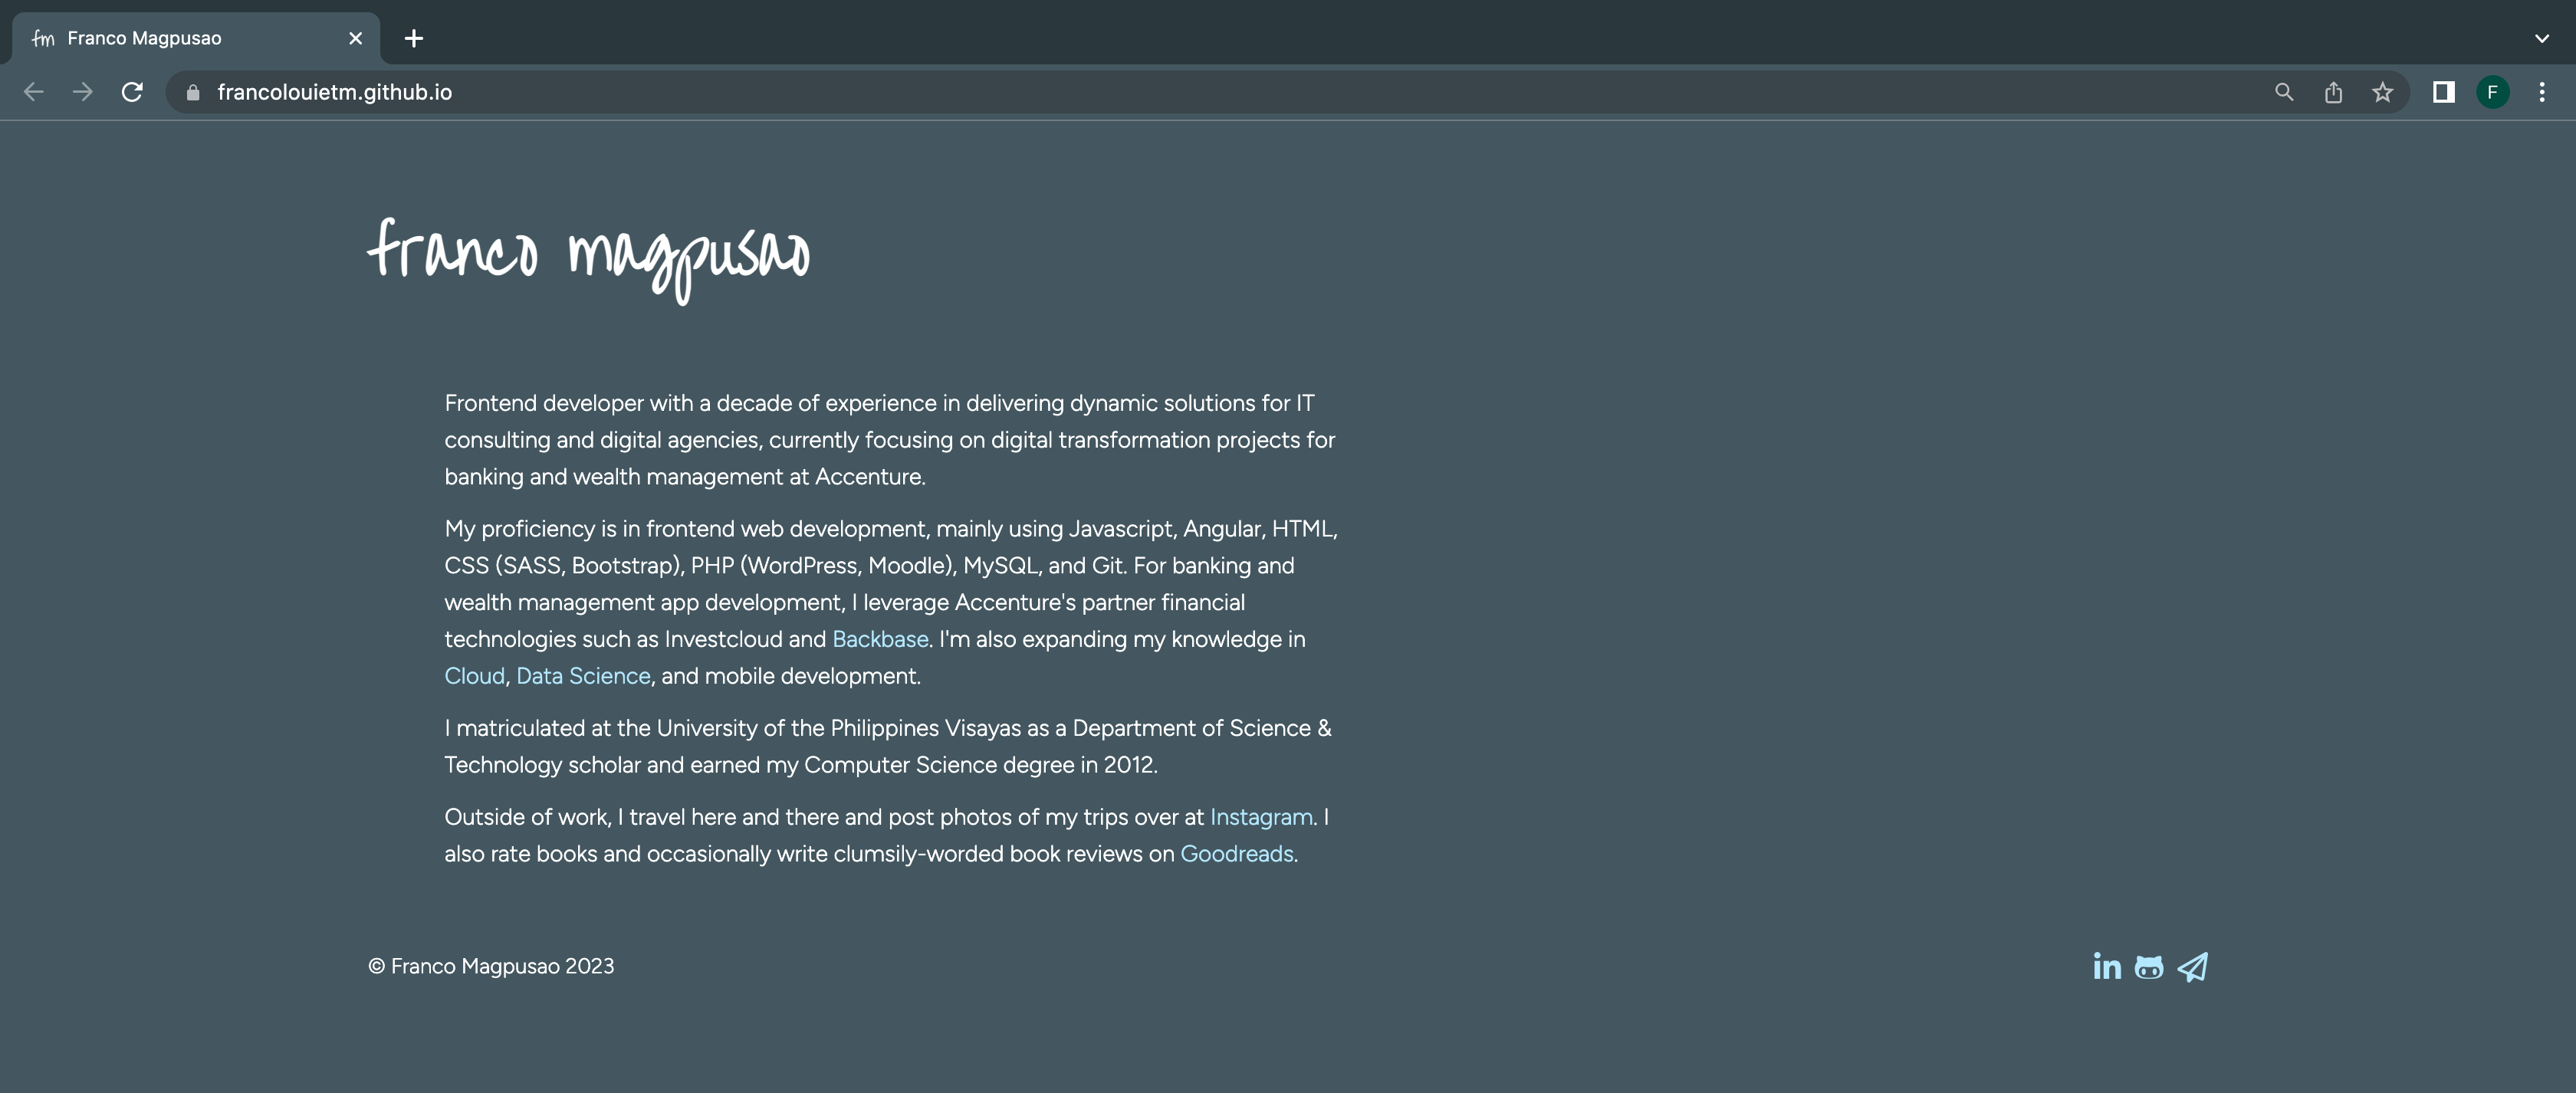 fm Franco Magpusao
francolouietm.github.io
F
franco magpusao
Frontend developer with a decade of experience in delivering dynamic solutions for IT
consulting and digital agencies, currently focusing on digital transformation projects for
banking and wealth management at Accenture.
My proficiency is in frontend web development, mainly using Javascript, Angular, HTML,
CSS (SASS, Bootstrap), PHP (WordPress, Moodle), MySQL, and Git. For banking and
wealth management app development, I leverage Accenture's partner financial
technologies such as Investcloud and Backbase. I'm also expanding my knowledge in
Cloud, Data Science, and mobile development.
I matriculated at the University of the Philippines Visayas as a Department of Science &
Technology scholar and earned my Computer Science degree in 2012.
Outside of work, I travel here and there and post photos of my trips over at Instagram. I
also rate books and occasionally write clumsily-worded book reviews on Goodreads.
© Franco Magpusao 2023
in